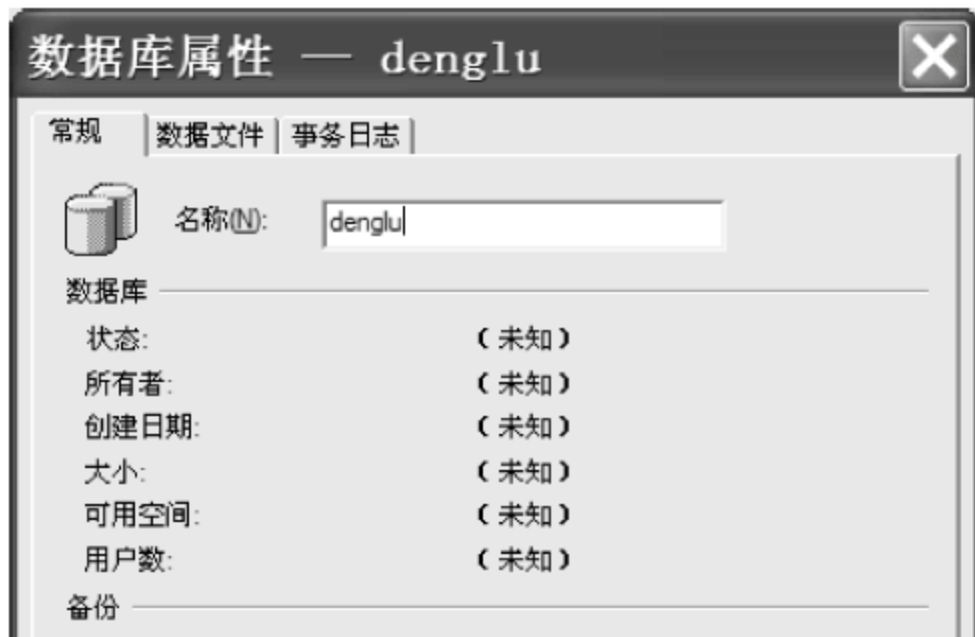 数据库属性 — denglu
常规 数据文件 事务日志
名称(N): denglu
数据库
状态: (未知)
所有者: (未知)
创建日期: (未知)
大小: (未知)
可用空间: (未知)
用户数: (未知)
备份